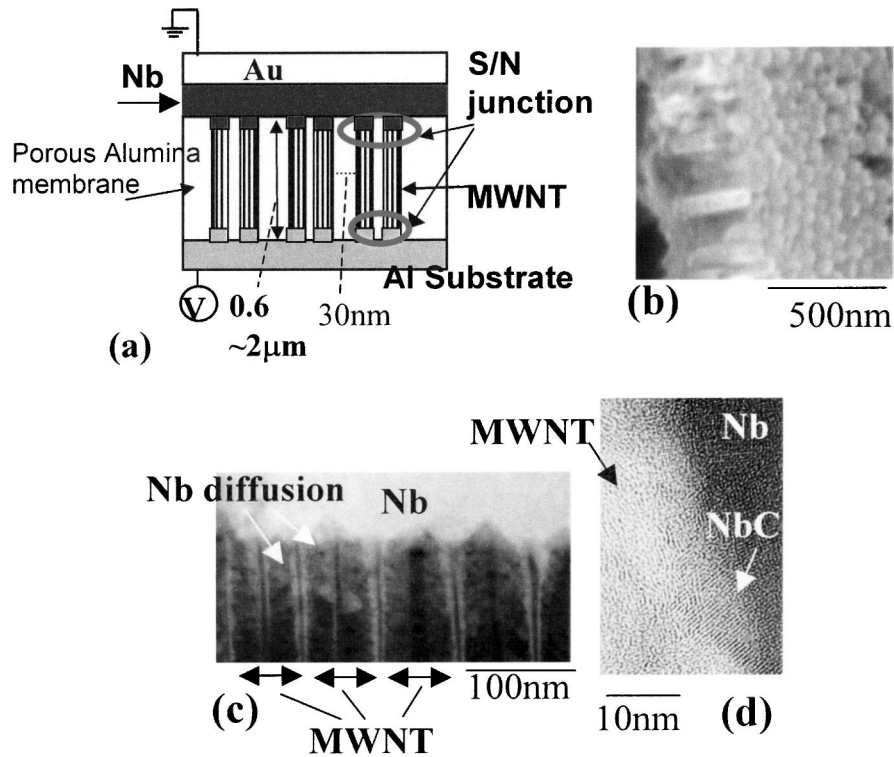 Au
Nb
S/N
junction
Porous Alumina
membrane
MWNT
Al Substrate
V
0.6
~2μm
30nm
(a)
(b)
500nm
Nb diffusion
Nb
100nm
(c)
MWNT
MWNT
Nb
NbC
10nm
(d)